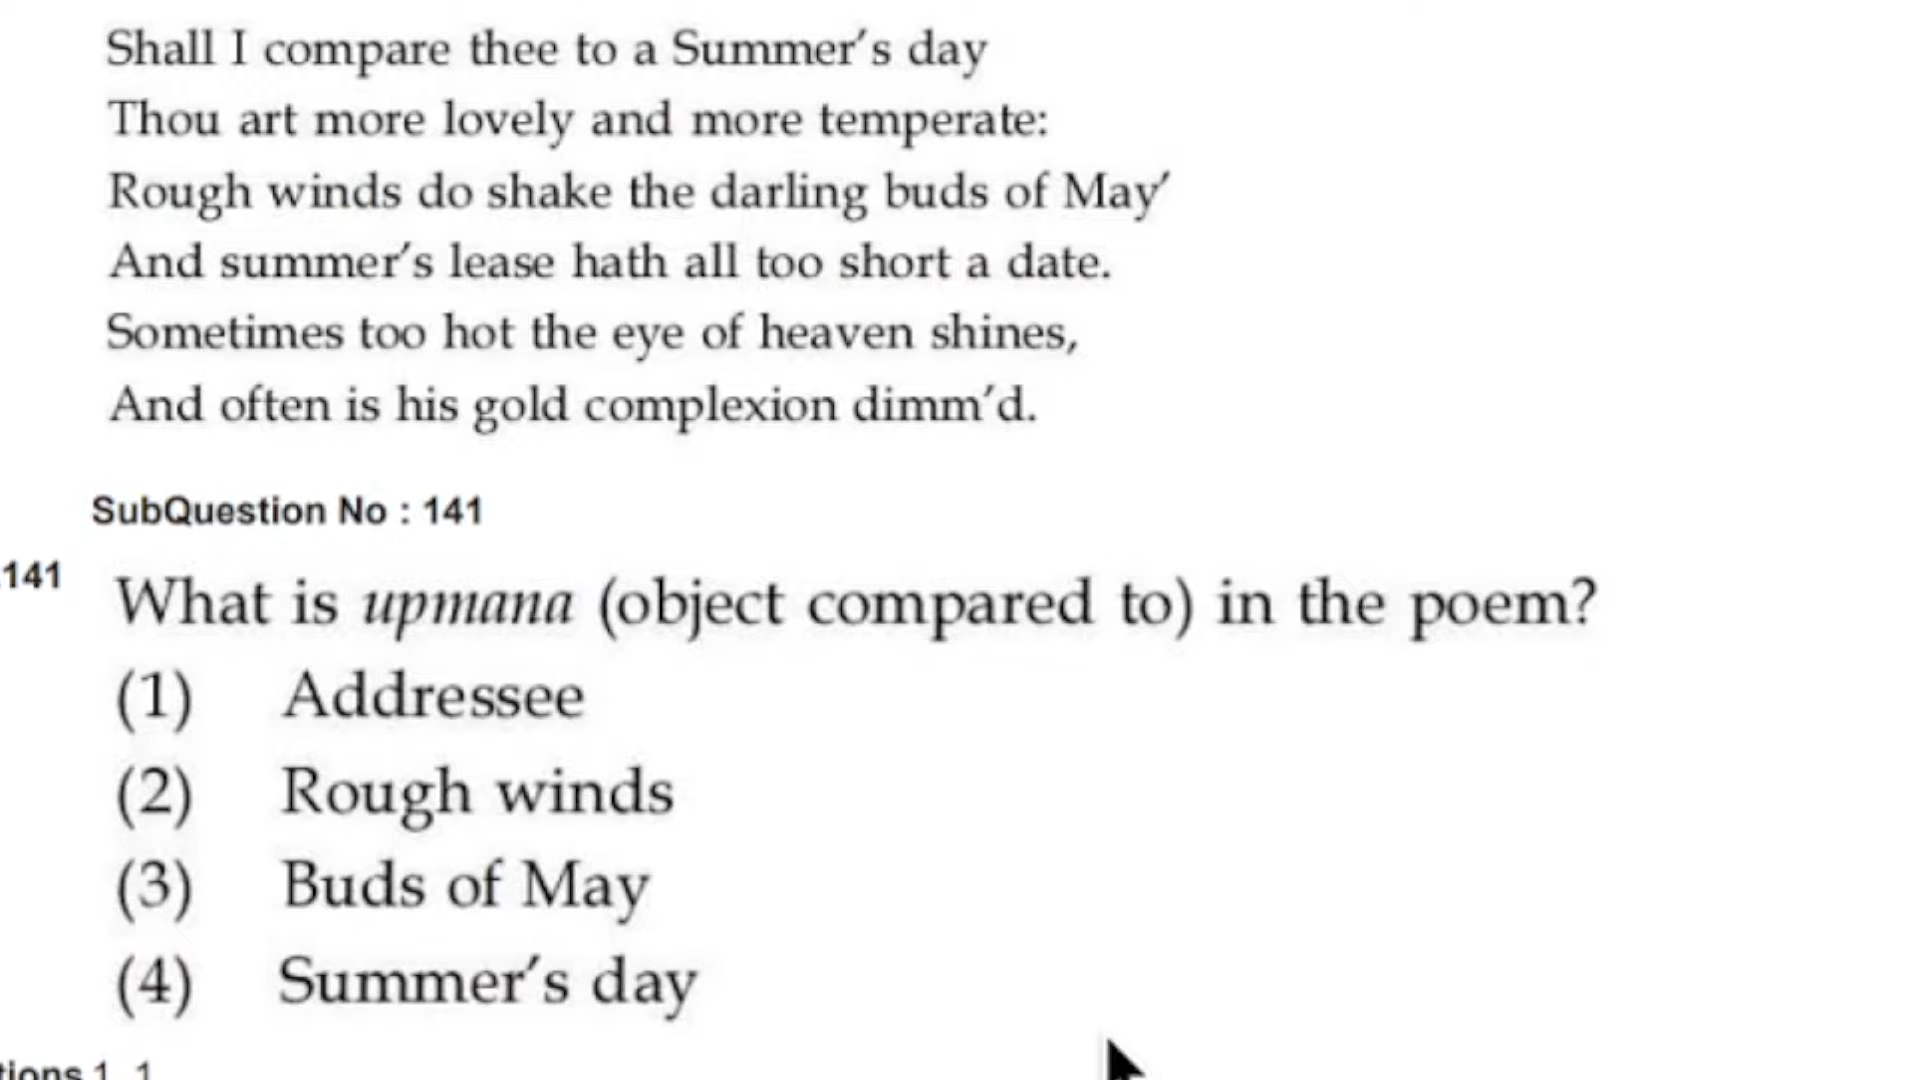 Shall I compare thee to a Summer's day
Thou art more lovely and more temperate:
Rough winds do shake the darling buds of May'
And summer's lease hath all too short a date.
Sometimes too hot the eye of heaven shines,
And often is his gold complexion dimm'd.
SubQuestion No : 141
.141 What is upmana (object compared to) in the poem?
(1) Addressee
(2) Rough winds
(3) Buds of May
(4) Summer's day
tions 1. 1